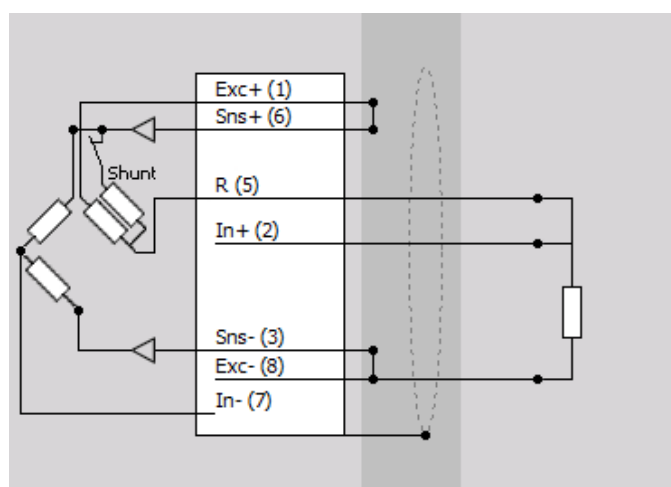 Exc+ (1)
Sns+ (6)
Shunt
R (5)
In+ (2)
Sns- (3)
Exc- (8)
In- (7)